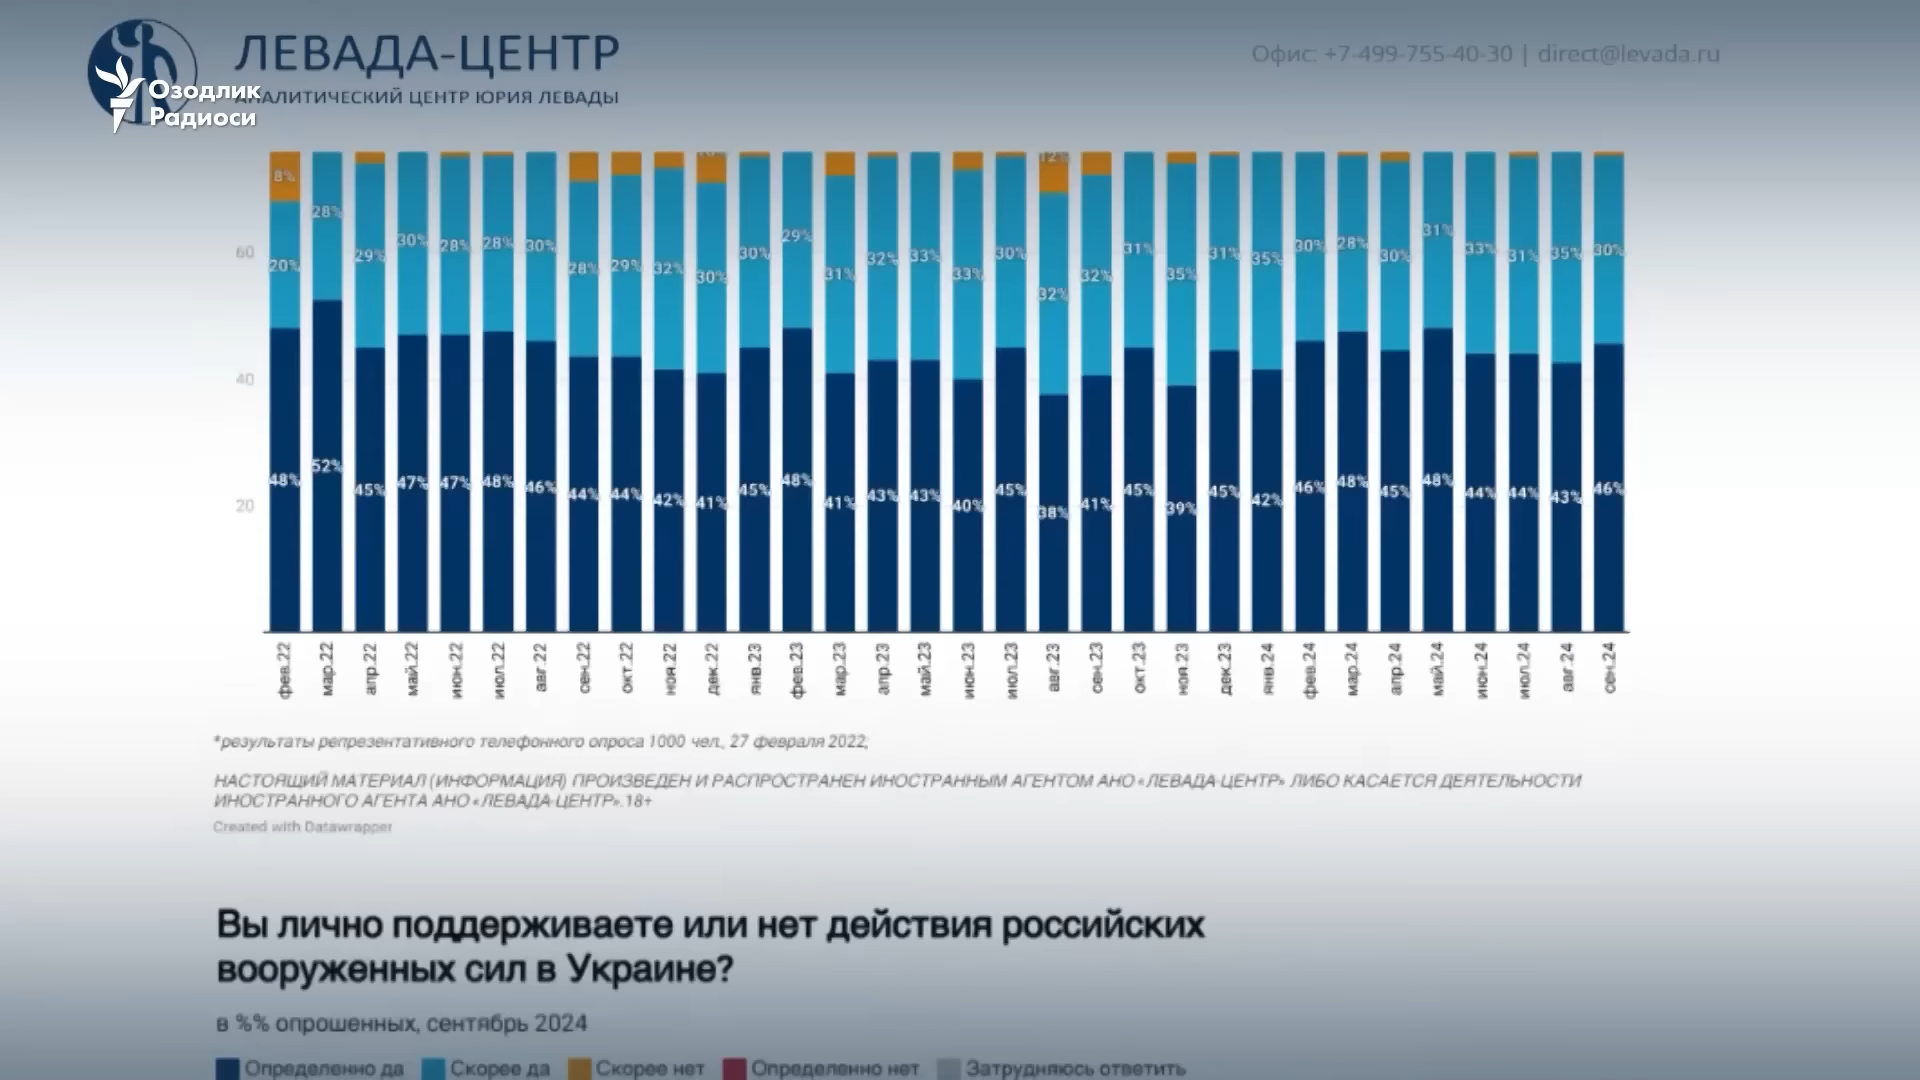 ЛЕВАДА-ЦЕНТР
АНАЛИТИЧЕСКИЙ ЦЕНТР ЮРИЯ ЛЕВАДЫ
Озодлик
Радиоси
Офис: +7-499-755-40-30 | direct@levada.ru
8% 12%
20% 28% 29% 30% 28% 28% 30% 28% 29% 32% 30% 30% 29% 31% 32% 33% 33% 30% 32% 32% 31% 35% 31% 35% 30% 28% 30% 31% 33% 31% 35% 30%
48% 52% 45% 47% 47% 48% 46% 44% 44% 42% 41% 45% 48% 41% 43% 43% 40% 45% 38% 41% 45% 39% 45% 42% 46% 48% 45% 48% 44% 44% 43% 46%
60
40
20
фев.22 мар.22 апр.22 май.22 июн.22 июл.22 авг.22 сен.22 окт.22 ноя.22 дек.22 янв.23 фев.23 мар.23 апр.23 май.23 июн.23 июл.23 авг.23 сен.23 окт.23 ноя.23 дек.23 янв.24 фев.24 мар.24 апр.24 май.24 июн.24 июл.24 авг.24 сен.24
*результаты репрезентативного телефонного опроса 1000 чел., 27 февраля 2022;
НАСТОЯЩИЙ МАТЕРИАЛ (ИНФОРМАЦИЯ) ПРОИЗВЕДЕН И РАСПРОСТРАНЕН ИНОСТРАННЫМ АГЕНТОМ АНО «ЛЕВАДА-ЦЕНТР» ЛИБО КАСАЕТСЯ ДЕЯТЕЛЬНОСТИ
ИНОСТРАННОГО АГЕНТА АНО «ЛЕВАДА-ЦЕНТР».18+
Created with Datawrapper
Вы лично поддерживаете или нет действия российских
вооруженных сил в Украине?
в %% опрошенных, сентябрь 2024
Определенно да Скорее да Скорее нет Определенно нет Затрудняюсь ответить